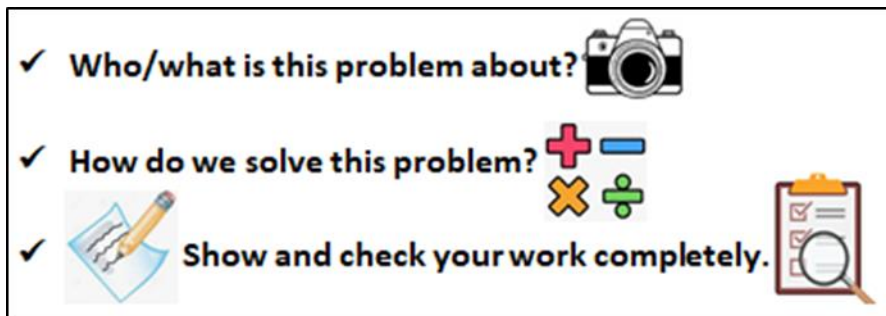 ✓ Who/what is this problem about?
✓ How do we solve this problem?
✓ Show and check your work completely.